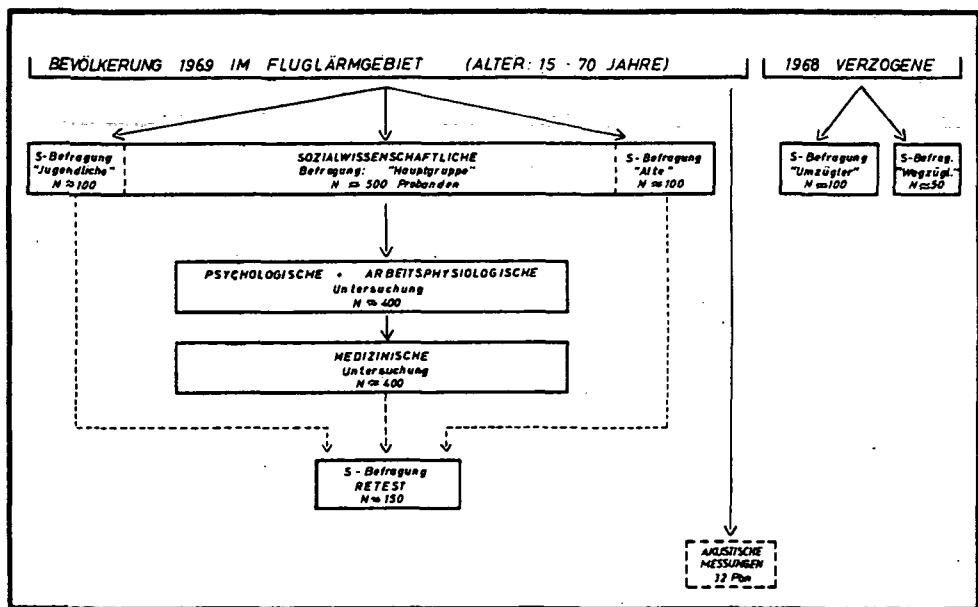 BEVÖLKERUNG 1969 IM FLUGLÄRMGEBIET (ALTER: 15 - 70 JAHRE)
1968 VERZOGENE
S-Befragung
"Jugendliche"
N ≈ 100
SOZIALWISSENSCHAFTLICHE
Befragung: "Hauptgruppe"
N ≈ 500 Probanden
S-Befragung
"Alte"
N ≈ 100
S-Befragung
"Umzügler"
N ≈ 100
S-Befrag.
"Wegzügl."
N ≈ 50
PSYCHOLOGISCHE + ARBEITSPHYSIOLOGISCHE
Untersuchung
N ≈ 400
MEDIZINISCHE
Untersuchung
N ≈ 400
S-Befragung
RETEST
N ≈ 150
AKUSTISCHE
MESSUNGEN
32